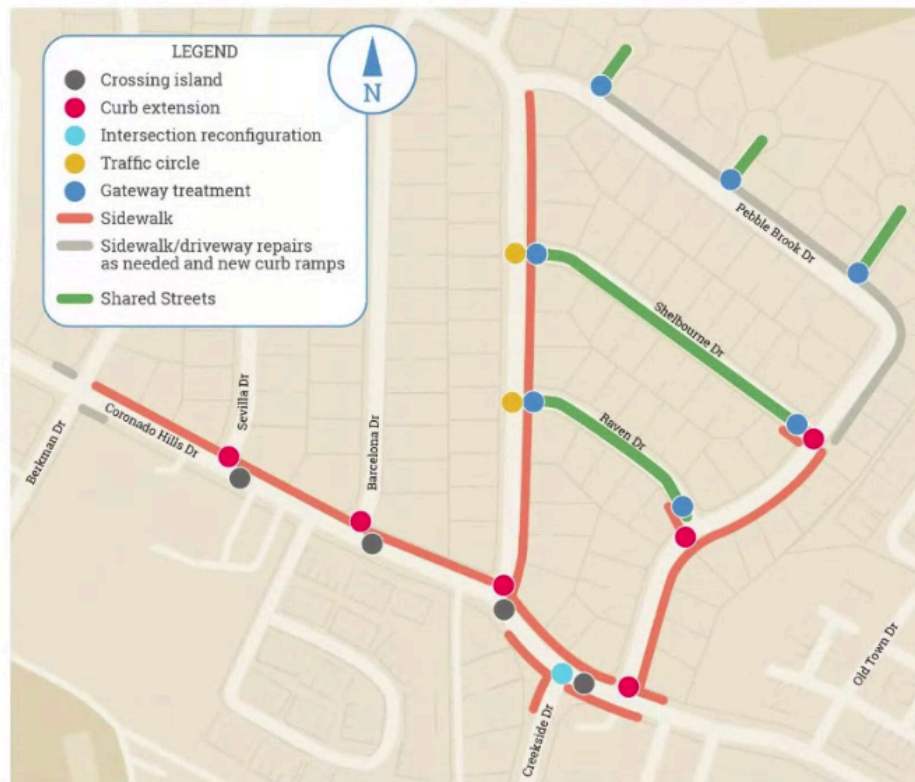 LEGEND
Crossing island
Curb extension
Intersection reconfiguration
Traffic circle
Gateway treatment
Sidewalk
Sidewalk/driveway repairs
as needed and new curb ramps
Shared Streets
N
Pebble Brook Dr
Shelbourne Dr
Raven Dr
Sevilla Dr
Barcelona Dr
Coronado Hills Dr
Berkman Dr
Old Town Dr
Creekside Dr